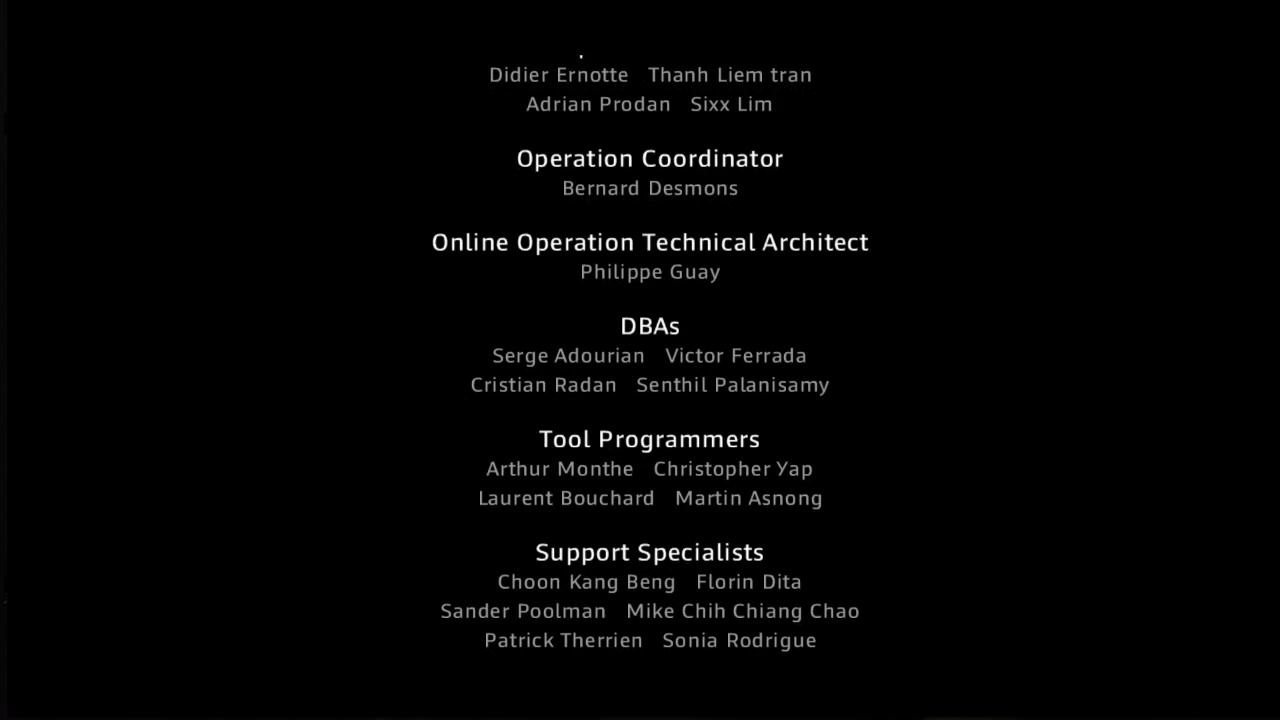 Didier Ernotte Thanh Liem tran
Adrian Prodan Sixx Lim
Operation Coordinator
Bernard Desmons
Online Operation Technical Architect
Philippe Guay
DBAs
Serge Adourian Victor Ferrada
Cristian Radan Senthil Palanisamy
Tool Programmers
Arthur Monthe Christopher Yap
Laurent Bouchard Martin Asnong
Support Specialists
Choon Kang Beng Florin Dita
Sander Poolman Mike Chih Chiang Chao
Patrick Therrien Sonia Rodrigue